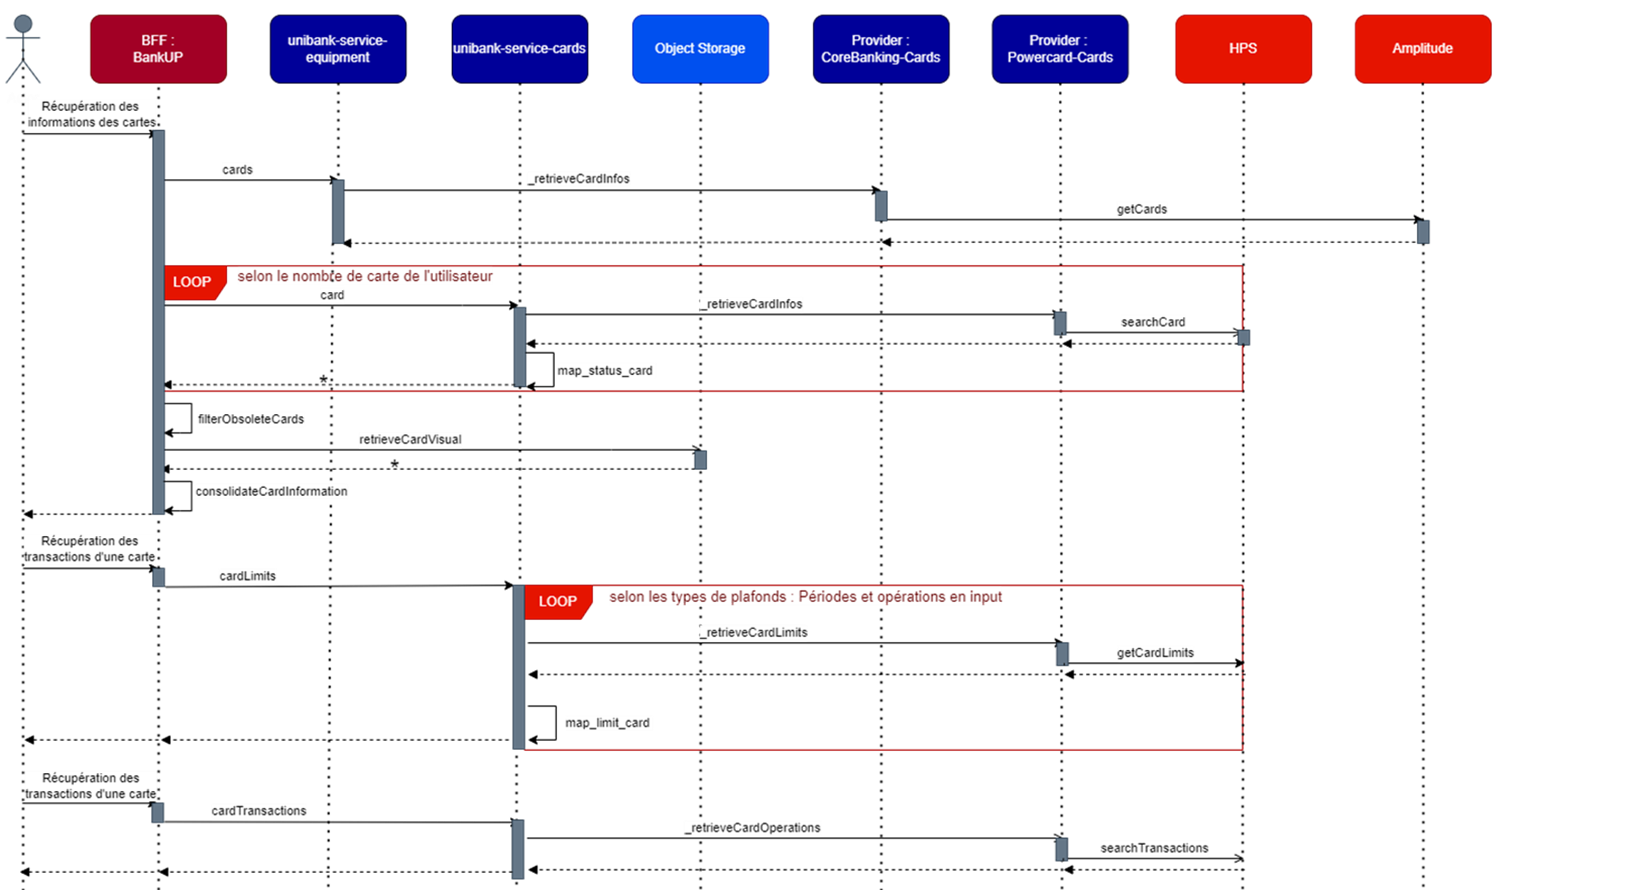 BFF :
BankUP
unibank-service-
equipment
unibank-service-cards
Object Storage
Provider :
CoreBanking-Cards
Provider :
Powercard-Cards
HPS
Amplitude
Récupération des
informations des cartes
cards
_retrieveCardInfos
getCards
LOOP
selon le nombre de carte de l'utilisateur
card
_retrieveCardInfos
searchCard
map_status_card
*
filterObsoleteCards
retrieveCardVisual
*
consolidateCardInformation
Récupération des
transactions d'une carte
cardLimits
LOOP
selon les types de plafonds : Périodes et opérations en input
_retrieveCardLimits
getCardLimits
map_limit_card
Récupération des
transactions d'une carte
cardTransactions
_retrieveCardOperations
searchTransactions